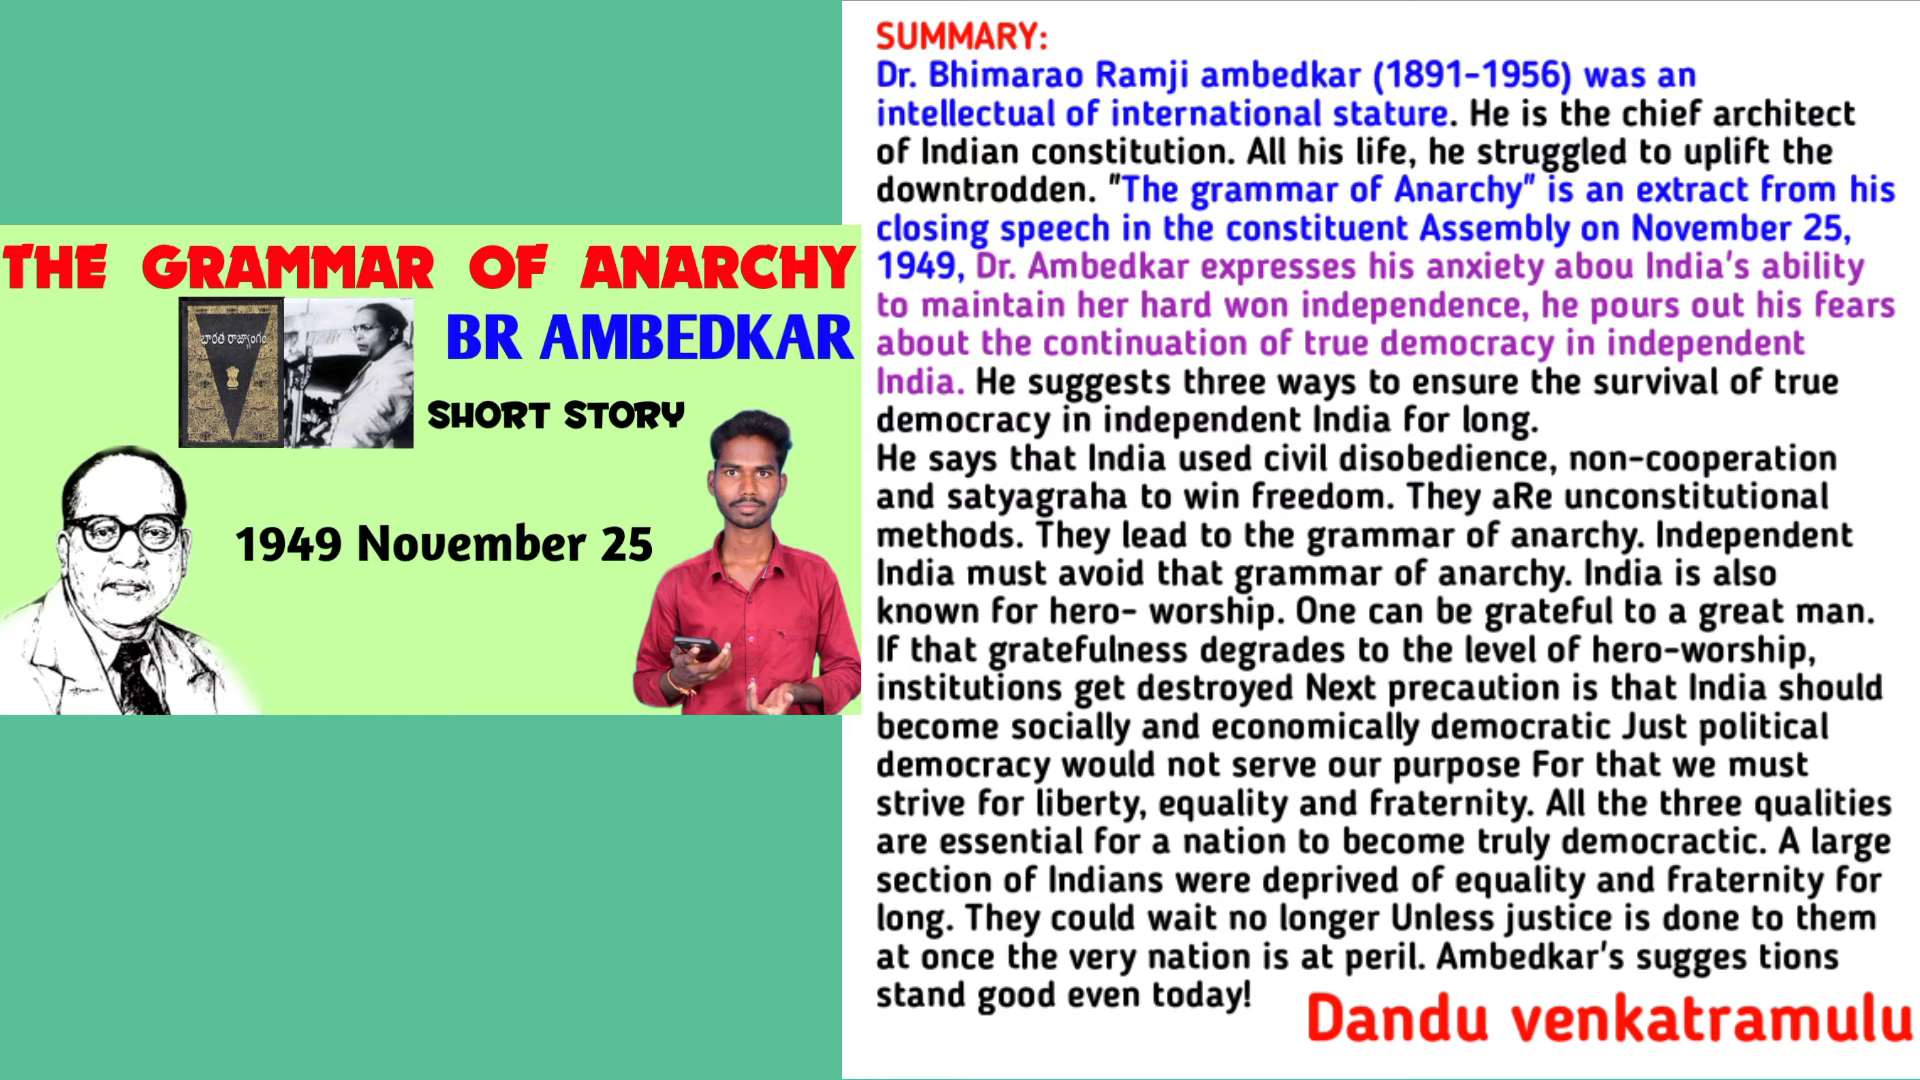 THE GRAMMAR OF ANARCHY
భారత రాజ్యాంగం
BR AMBEDKAR
SHORT STORY
1949 November 25
SUMMARY:
Dr. Bhimarao Ramji ambedkar (1891-1956) was an
intellectual of international stature. He is the chief architect
of Indian constitution. All his life, he struggled to uplift the
downtrodden. "The grammar of Anarchy" is an extract from his
closing speech in the constituent Assembly on November 25,
1949, Dr. Ambedkar expresses his anxiety abou India's ability
to maintain her hard won independence, he pours out his fears
about the continuation of true democracy in independent
India. He suggests three ways to ensure the survival of true
democracy in independent India for long.
He says that India used civil disobedience, non-cooperation
and satyagraha to win freedom. They aRe unconstitutional
methods. They lead to the grammar of anarchy. Independent
India must avoid that grammar of anarchy. India is also
known for hero- worship. One can be grateful to a great man.
If that gratefulness degrades to the level of hero-worship,
institutions get destroyed Next precaution is that India should
become socially and economically democratic Just political
democracy would not serve our purpose For that we must
strive for liberty, equality and fraternity. All the three qualities
are essential for a nation to become truly democractic. A large
section of Indians were deprived of equality and fraternity for
long. They could wait no longer Unless justice is done to them
at once the very nation is at peril. Ambedkar's sugges tions
stand good even today!
Dandu venkatramulu